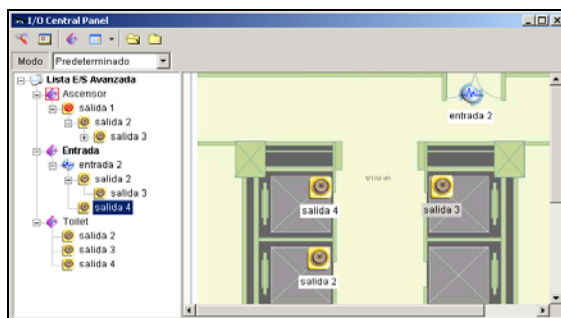 I/O Central Panel
Modo Predeterminado
Lista E/S Avanzada
Ascensor
salida 1
salida 2
salida 3
Entrada
entrada 2
salida 2
salida 3
salida 4
Toilet
salida 2
salida 3
salida 4
entrada 2
salida 4
salida 3
salida 2